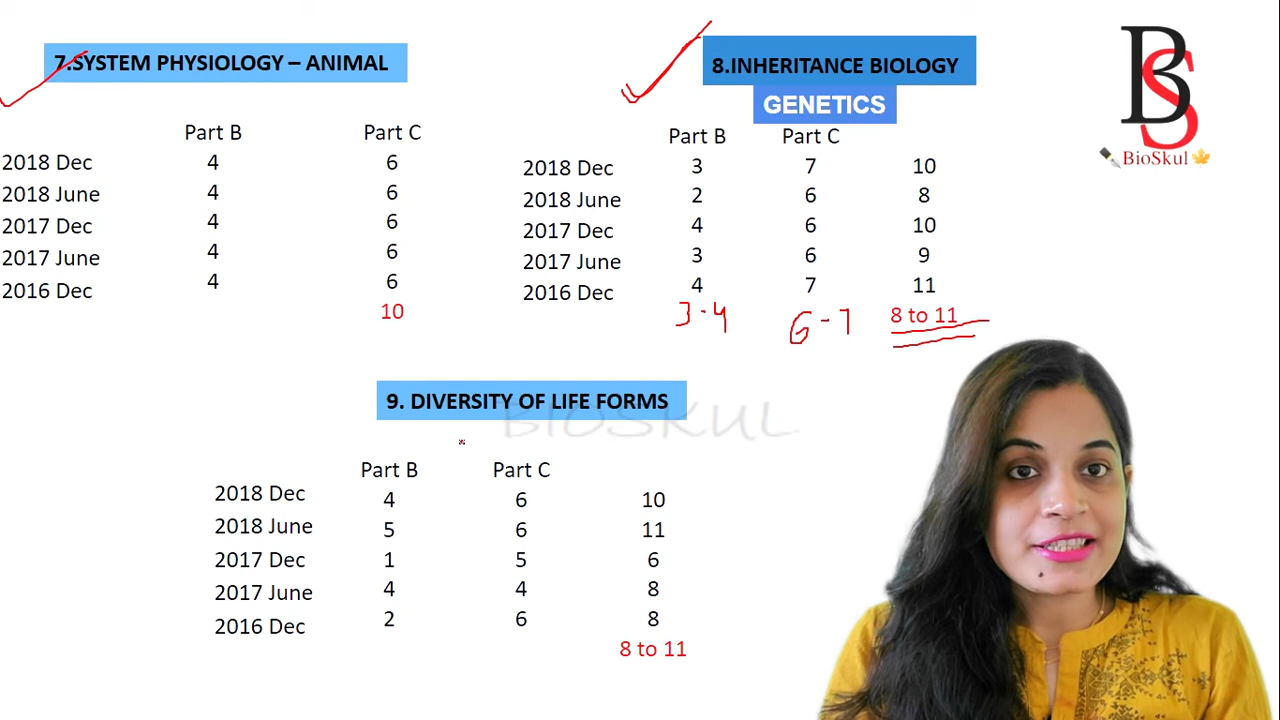 7.SYSTEM PHYSIOLOGY – ANIMAL
Part B Part C
2018 Dec 4 6
2018 June 4 6
2017 Dec 4 6
2017 June 4 6
2016 Dec 4 6
10
8.INHERITANCE BIOLOGY
GENETICS
Part B Part C
2018 Dec 3 7 10
2018 June 2 6 8
2017 Dec 4 6 10
2017 June 3 6 9
2016 Dec 4 7 11
3-4 6-7 8 to 11
BS
BioSkul
9. DIVERSITY OF LIFE FORMS
BIOSKUL
Part B Part C
2018 Dec 4 6 10
2018 June 5 6 11
2017 Dec 1 5 6
2017 June 4 4 8
2016 Dec 2 6 8
8 to 11